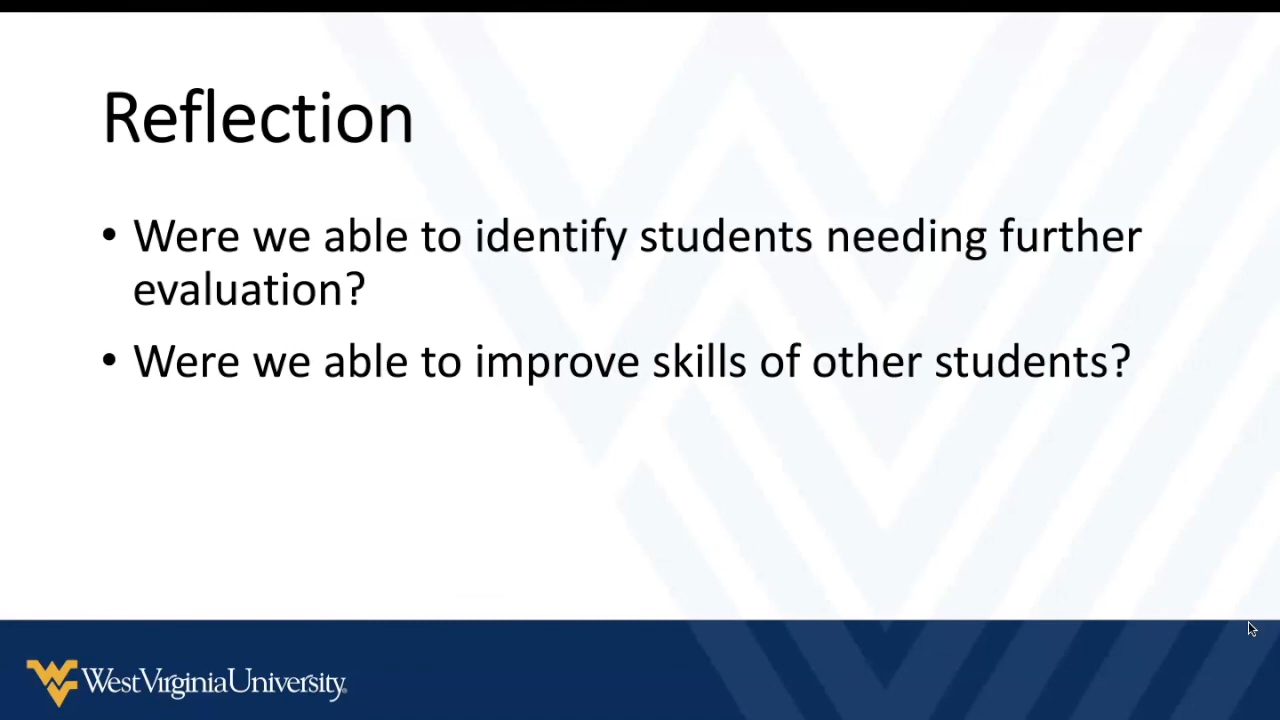 Reflection
• Were we able to identify students needing further
evaluation?
• Were we able to improve skills of other students?
WestVirginiaUniversity.